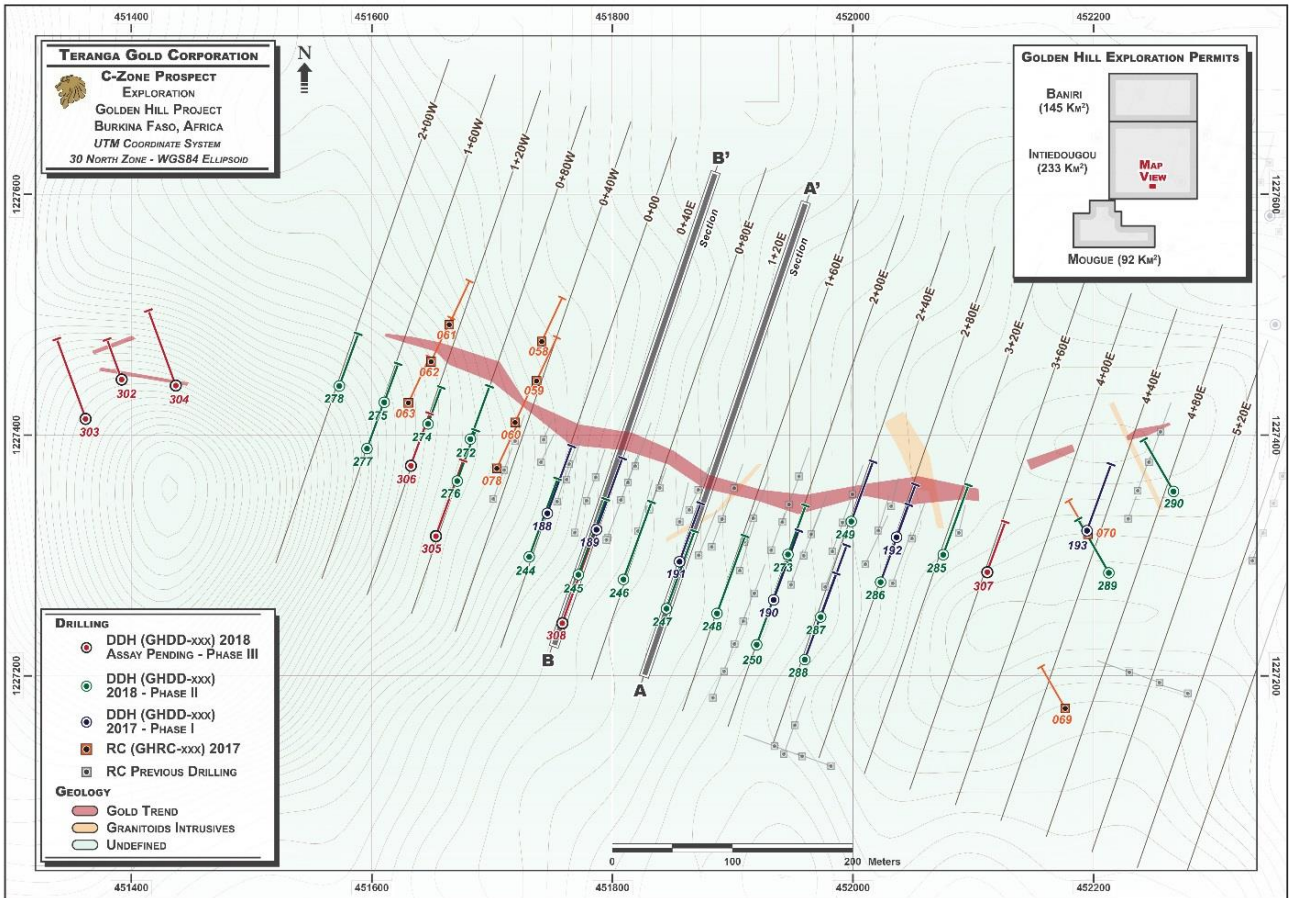 451400 451600 451800 452000 452200
TERANGA GOLD CORPORATION
C-ZONE PROSPECT
EXPLORATION
GOLDEN HILL PROJECT
BURKINA FASO, AFRICA
UTM COORDINATE SYSTEM
30 NORTH ZONE - WGS84 ELLIPSOID
N
GOLDEN HILL EXPLORATION PERMITS
BANIRI
(145 KM²)
INTIEDOUGOU
(233 KM²)
MAP
VIEW
MOUGUE (92 KM²)
2+00W
1+60W
1+20W
0+80W
0+40W
0+00
0+40E
0+80E
1+20E
1+60E
2+00E
2+40E
2+80E
3+20E
3+60E
4+00E
4+40E
4+80E
5+20E
B'
Section
A'
Section
1227600 1227600
1227400 1227400
1227200 1227200
061
058
062
059
063
060
078
302
304
303
278
275
277
274
272
306
276
305
188
189
244
245
246
191
247
308
248
273
249
190
250
287
288
192
286
285
307
193
070
289
290
069
B
A
DRILLING
DDH (GHDD-XXX) 2018
ASSAY PENDING - PHASE III
DDH (GHDD-XXX)
2018 - PHASE II
DDH (GHDD-XXX)
2017 - PHASE I
RC (GHRC-XXX) 2017
RC PREVIOUS DRILLING
GEOLOGY
GOLD TREND
GRANITOIDS INTRUSIVES
UNDEFINED
0 100 200 Meters
451400 451600 451800 452000 452200